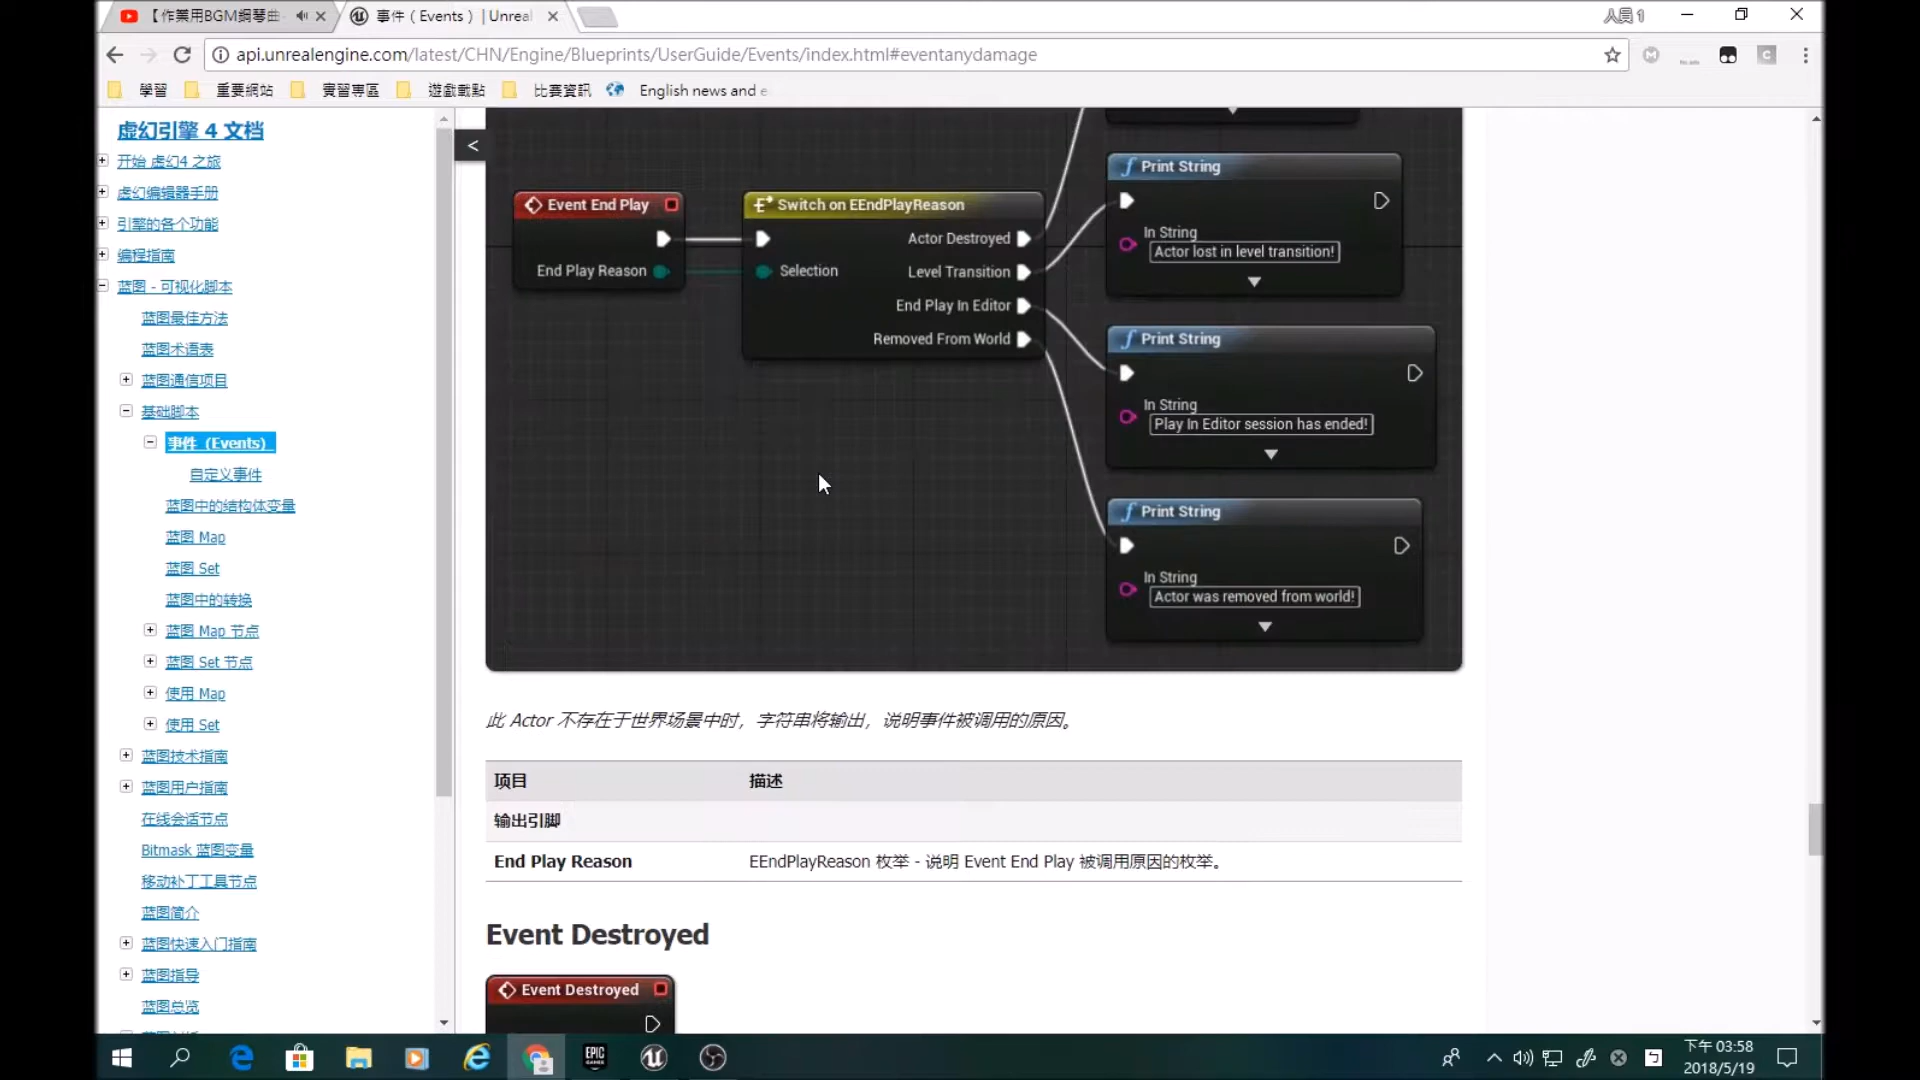 【作業用BGM鋼琴曲
事件（Events）| Unreal
人員 1
api.unrealengine.com/latest/CHN/Engine/Blueprints/UserGuide/Events/index.html#eventanydamage
學習
重要網站
實習專區
遊戲載點
比賽資訊
English news and e
虚幻引擎 4 文档
开始 虚幻4 之旅
虚幻编辑器手册
引擎的各个功能
编程指南
蓝图 - 可视化脚本
蓝图最佳方法
蓝图术语表
蓝图通信项目
基础脚本
事件（Events）
自定义事件
蓝图中的结构体变量
蓝图 Map
蓝图 Set
蓝图中的转换
蓝图 Map 节点
蓝图 Set 节点
使用 Map
使用 Set
蓝图技术指南
蓝图用户指南
在线会话节点
Bitmask 蓝图变量
移动补丁工具节点
蓝图简介
蓝图快速入门指南
蓝图指导
蓝图总览
<
Event End Play
End Play Reason
Switch on EEndPlayReason
Selection
Actor Destroyed
Level Transition
End Play In Editor
Removed From World
Print String
In String
Actor lost in level transition!
Print String
In String
Play In Editor session has ended!
Print String
In String
Actor was removed from world!
此 Actor 不存在于世界场景中时，字符串将输出，说明事件被调用的原因。
项目 描述
输出引脚
End Play Reason EEndPlayReason 枚举 - 说明 Event End Play 被调用原因的枚举。
Event Destroyed
Event Destroyed
EPIC
GAMES
下午 03:58
2018/5/19